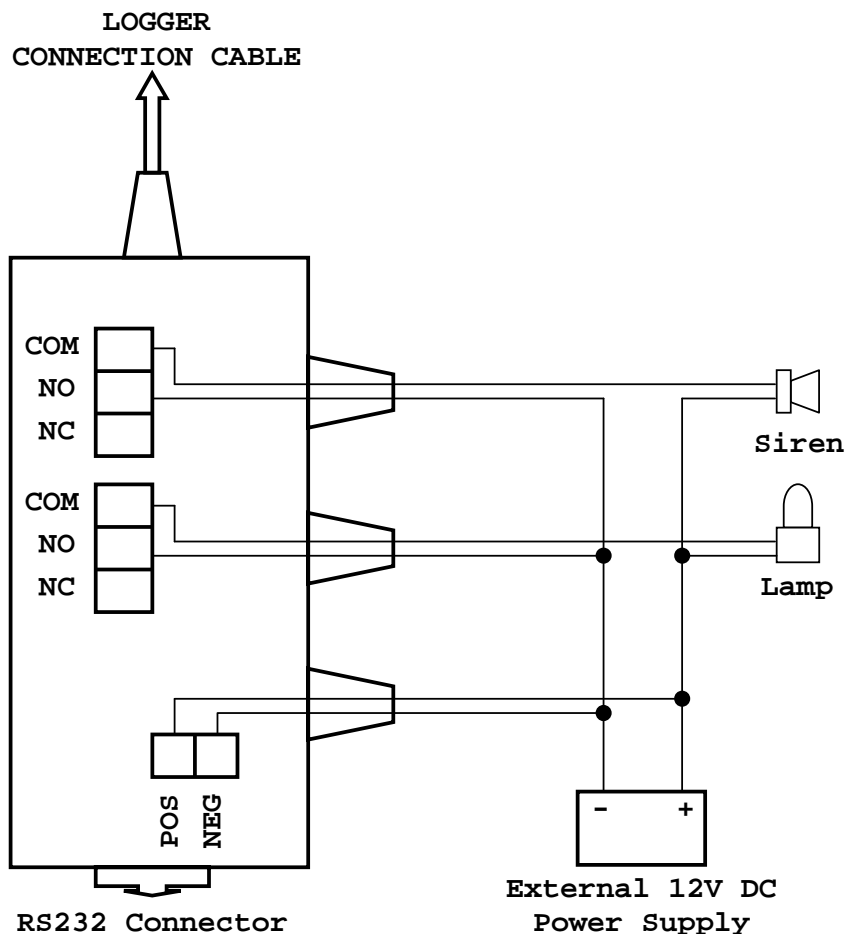 LOGGER
CONNECTION CABLE
COM
NO
NC
Siren
COM
NO
NC
Lamp
POS
NEG
- +
External 12V DC
Power Supply
RS232 Connector